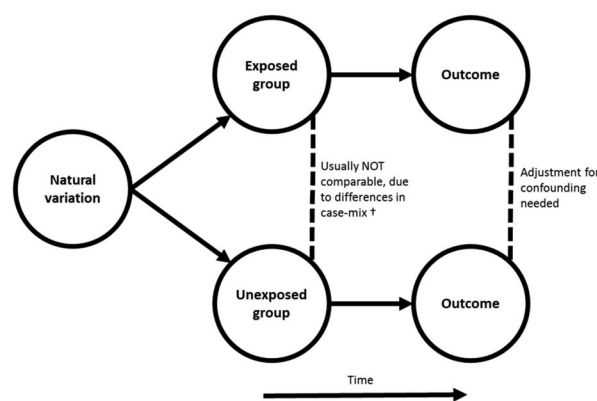 Exposed
group
Outcome
Natural
variation
Usually NOT
comparable, due
to differences in
case-mix †
Adjustment for
confounding
needed
Unexposed
group
Outcome
Time